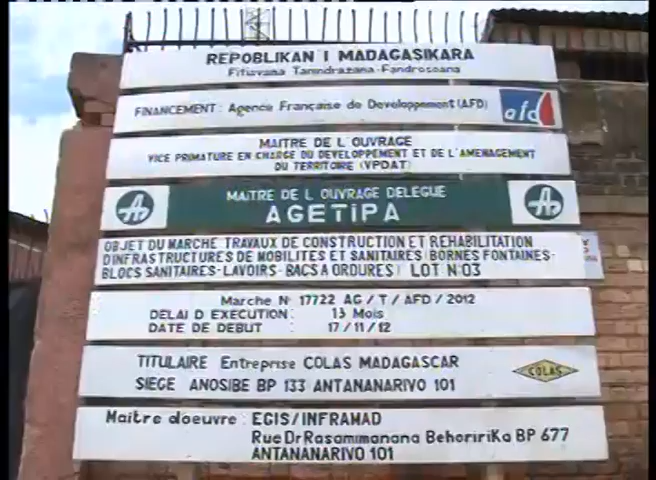 REPOBLIKAN I MADAGASIKARA
Fitiavana Tanindrazana-Fandrosoana
FINANCEMENT : Agence Française de Developpement (AFD)
afd
MAITRE DE L OUVRAGE
VICE PRIMATURE EN CHARGE DU DEVELOPPEMENT ET DE L'AMENAGEMENT
DU TERRITOIRE (VPDAT)
MAITRE DE L OUVRAGE DELEGUE
AGETIPA
OBJET DU MARCHE TRAVAUX DE CONSTRUCTION ET REHABILITATION
D'INFRASTRUCTURES DE MOBILITES ET SANITAIRES (BORNES FONTAINES-
BLOCS SANITAIRES-LAVOIRS-BACS A ORDURES) LOT N 03
Marche N 17722 AG/T/AFD/2012
DELAI D EXECUTION : 13 Mois
DATE DE DEBUT : 17/11/12
TITULAIRE : Entreprise COLAS MADAGASCAR
SIEGE ANOSIBE BP 133 ANTANANARIVO 101
COLAS
Maitre d'oeuvre : EGIS/INFRAMAD
Rue Dr RASAMIMANANA BEHORIRIKA BP 677
ANTANANARIVO 101